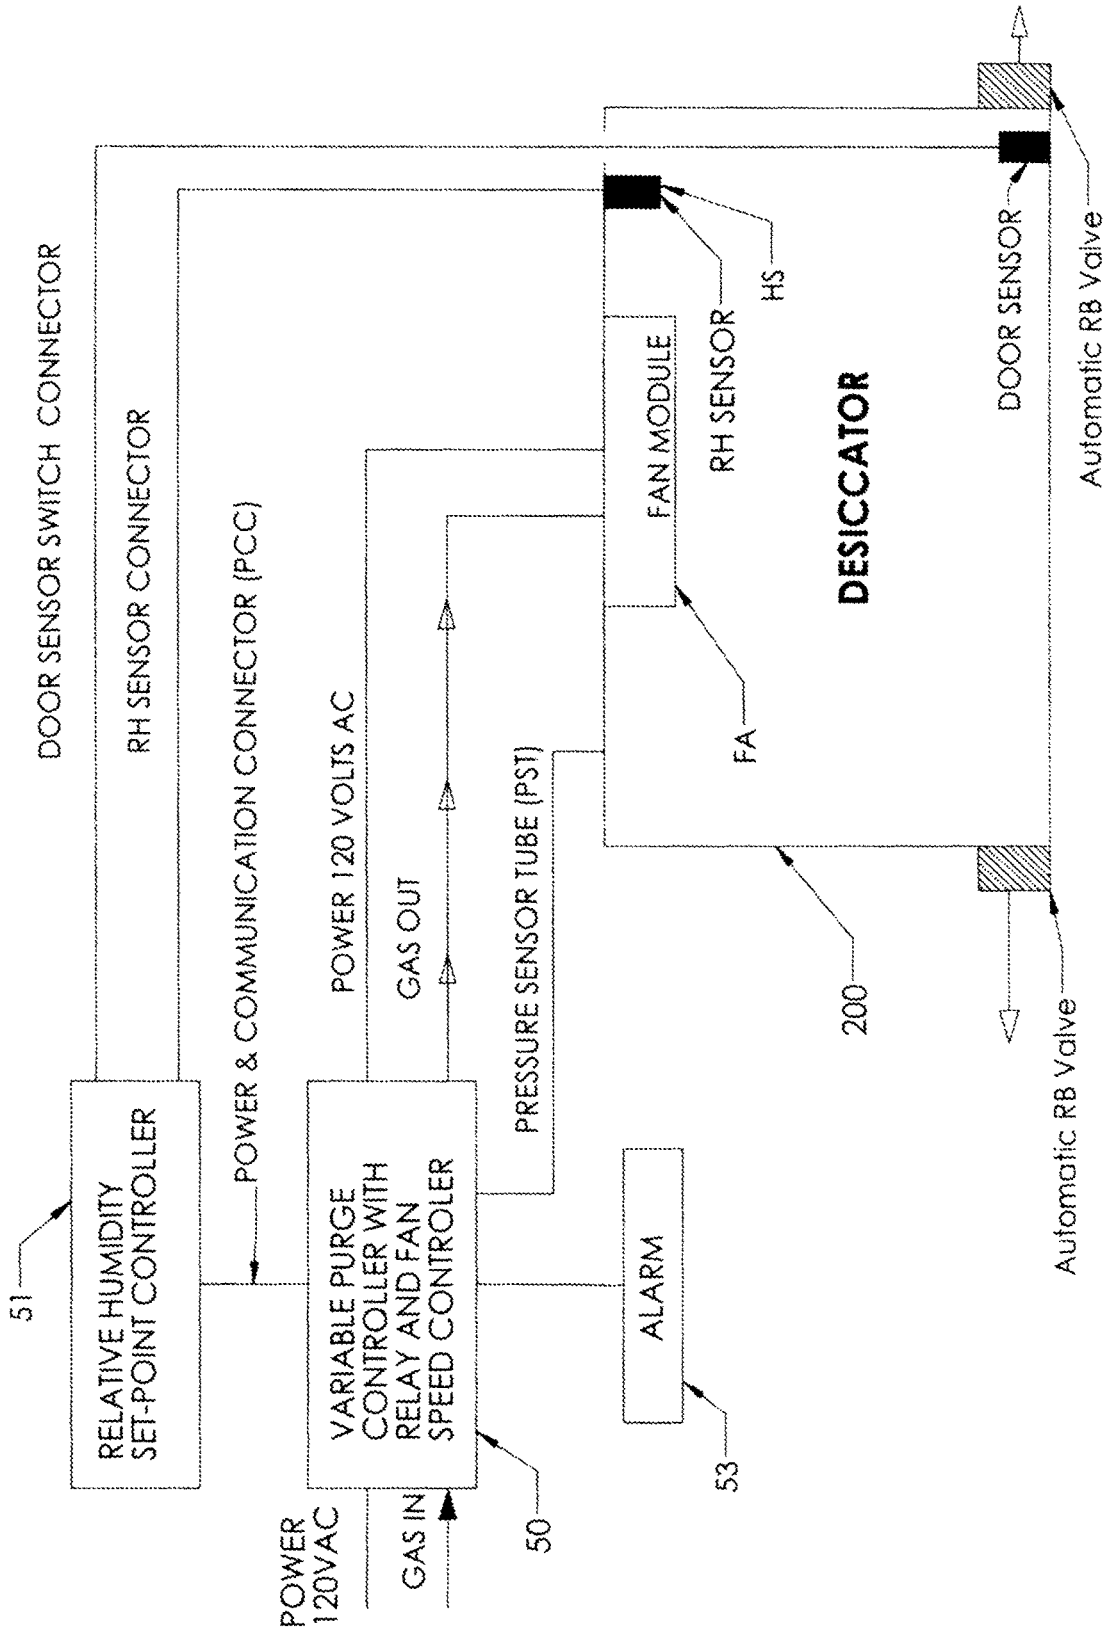 DOOR SENSOR SWITCH CONNECTOR
RH SENSOR CONNECTOR
51
RELATIVE HUMIDITY
SET-POINT CONTROLLER
POWER & COMMUNICATION CONNECTOR (PCC)
POWER
120VAC
GAS IN
VARIABLE PURGE
CONTROLLER WITH
RELAY AND FAN
SPEED CONTROLER
50
POWER 120 VOLTS AC
GAS OUT
PRESSURE SENSOR TUBE (PST)
ALARM
53
FAN MODULE
FA
RH SENSOR
HS
DESICCATOR
200
DOOR SENSOR
Automatic RB Valve
Automatic RB Valve